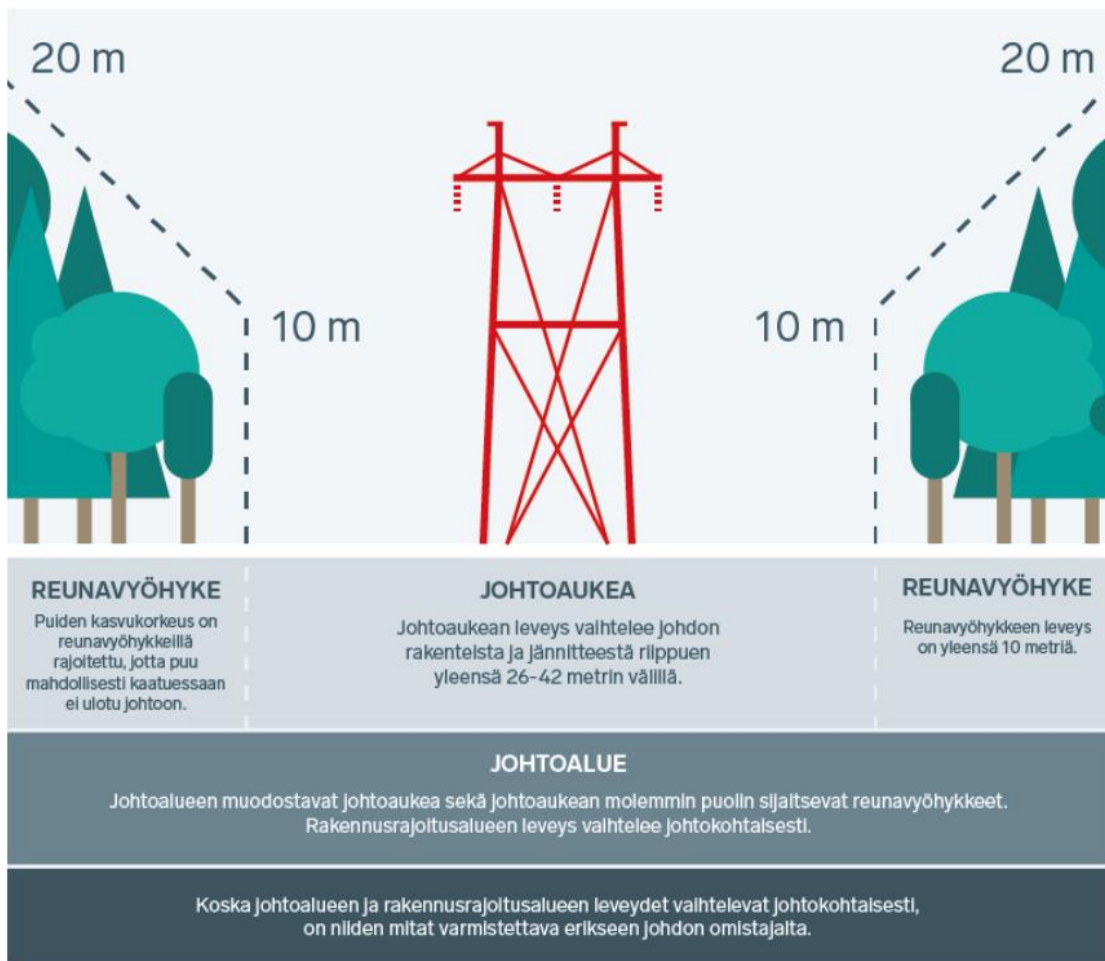 20 m
20 m
10 m
10 m
REUNAVYÖHYKE
Puiden kasvukorkeus on
reunavyöhykkeillä
rajoitettu, jotta puu
mahdollisesti kaatuessaan
ei ulotu johtoon.
JOHTOAUKEA
Johtoaukean leveys vaihtelee johdon
rakenteista ja jännitteestä riippuen
yleensä 26-42 metrin välillä.
REUNAVYÖHYKE
Reunavyöhykkeen leveys
on yleensä 10 metriä.
JOHTOALUE
Johtoalueen muodostavat johtoaukea sekä johtoaukean molemmin puolin sijaitsevat reunavyöhykkeet.
Rakennusrajoitusalueen leveys vaihtelee johtokohtaisesti.
Koska johtoalueen ja rakennusrajoitusalueen leveydet vaihtelevat johtokohtaisesti,
on niiden mitat varmistettava erikseen johdon omistajalta.